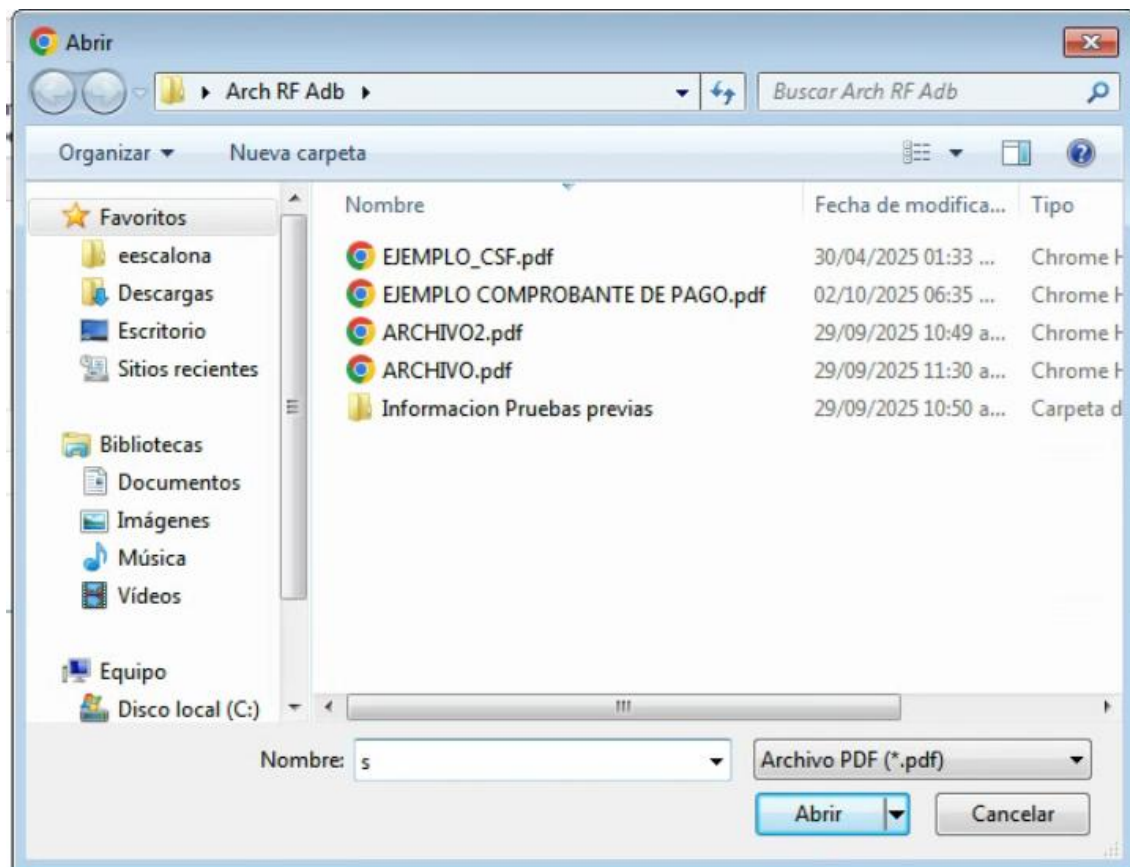 Abrir
Arch RF Adb
Buscar Arch RF Adb
Organizar
Nueva carpeta
Favoritos
eescalona
Descargas
Escritorio
Sitios recientes
Bibliotecas
Documentos
Imágenes
Música
Vídeos
Equipo
Disco local (C:)
Nombre Fecha de modifica... Tipo
EJEMPLO_CSF.pdf 30/04/2025 01:33 ... Chrome H
EJEMPLO COMPROBANTE DE PAGO.pdf 02/10/2025 06:35 ... Chrome H
ARCHIVO2.pdf 29/09/2025 10:49 a... Chrome H
ARCHIVO.pdf 29/09/2025 11:30 a... Chrome H
Informacion Pruebas previas 29/09/2025 10:50 a... Carpeta d
Nombre: s
Archivo PDF (*.pdf)
Abrir
Cancelar